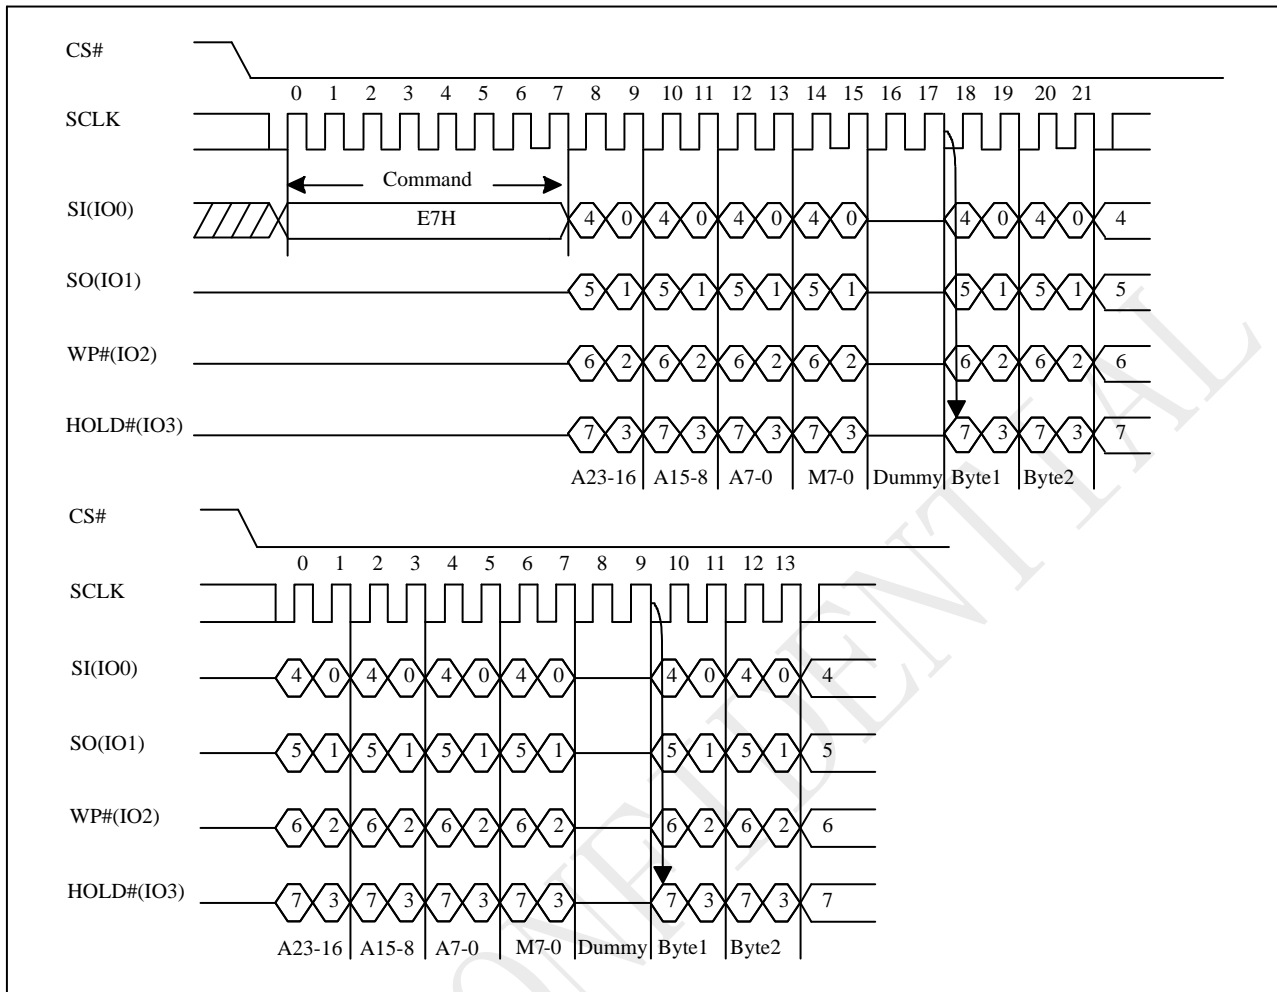 CS#
0 1 2 3 4 5 6 7 8 9 10 11 12 13 14 15 16 17 18 19 20 21
SCLK
Command
SI(IO0) E7H 4 0 4 0 4 0 4 0 4 0 4 0 4
SO(IO1) 5 1 5 1 5 1 5 1 5 1 5 1 5
WP#(IO2) 6 2 6 2 6 2 6 2 6 2 6 2 6
HOLD#(IO3) 7 3 7 3 7 3 7 3 7 3 7 3 7
A23-16 A15-8 A7-0 M7-0 Dummy Byte1 Byte2
CS#
0 1 2 3 4 5 6 7 8 9 10 11 12 13
SCLK
SI(IO0) 4 0 4 0 4 0 4 0 4 0 4 0 4
SO(IO1) 5 1 5 1 5 1 5 1 5 1 5 1 5
WP#(IO2) 6 2 6 2 6 2 6 2 6 2 6 2 6
HOLD#(IO3) 7 3 7 3 7 3 7 3 7 3 7 3 7
A23-16 A15-8 A7-0 M7-0 Dummy Byte1 Byte2
ONFIDENTIAL